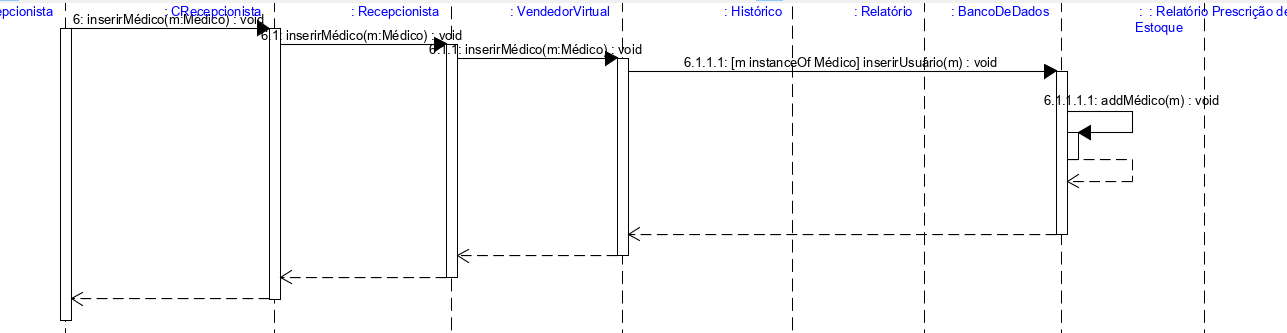 epcionista
: CRecepcionista
: Recepcionista
: VendedorVirtual
: Histórico
: Relatório
: BancoDeDados
: : Relatório Prescrição de
Estoque
6: inserirMédico(m:Médico) : void
6.1: inserirMédico(m:Médico) : void
6.1.1: inserirMédico(m:Médico) : void
6.1.1.1: [m instanceOf Médico] inserirUsuário(m) : void
6.1.1.1.1: addMédico(m) : void